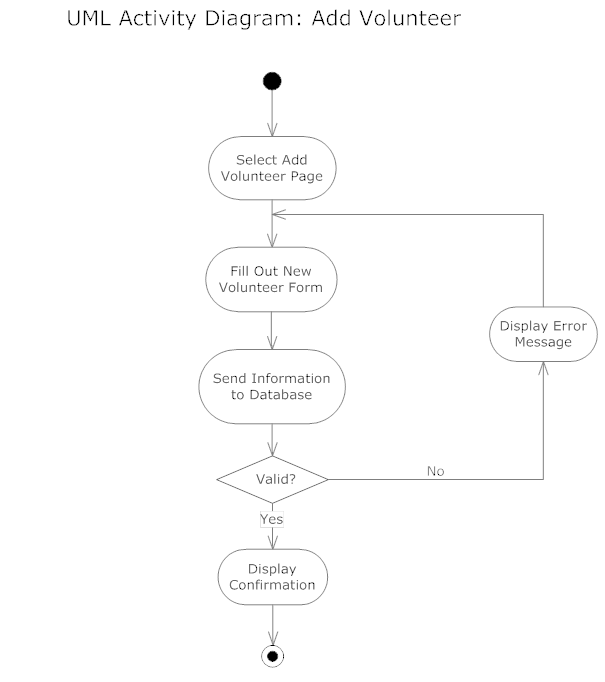 UML Activity Diagram: Add Volunteer
Select Add
Volunteer Page
Fill Out New
Volunteer Form
Display Error
Message
Send Information
to Database
Valid?
No
Yes
Display
Confirmation